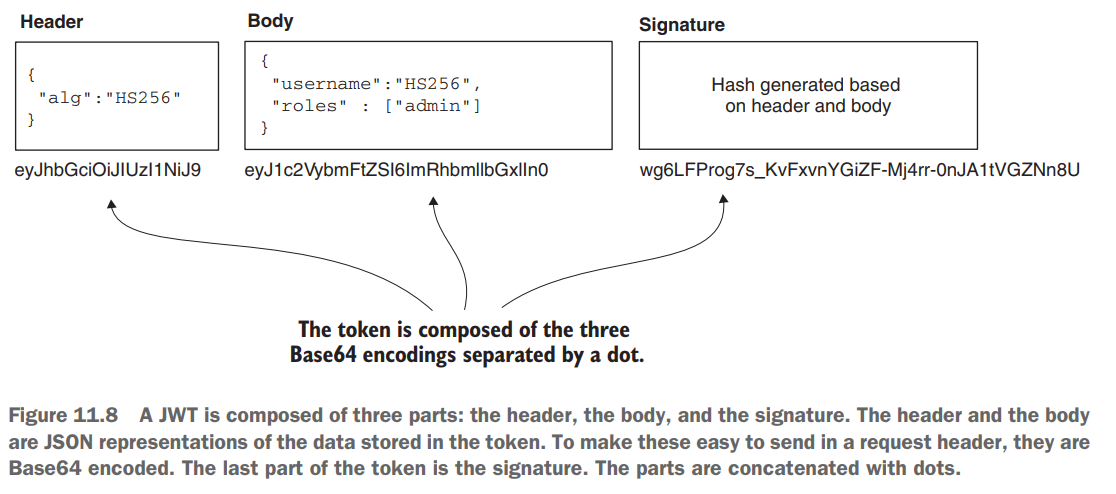 Header
Body
Signature
{
"alg":"HS256"
}
{
"username":"HS256",
"roles" : ["admin"]
}
Hash generated based
on header and body
eyJhbGciOiJIUzI1NiJ9
eyJ1c2VybmFtZSI6ImRhbmllbGxlIn0
wg6LFProg7s_KvFxvnYGiZF-Mj4rr-0nJA1tVGZNn8U
The token is composed of the three
Base64 encodings separated by a dot.
Figure 11.8 A JWT is composed of three parts: the header, the body, and the signature. The header and the body
are JSON representations of the data stored in the token. To make these easy to send in a request header, they are
Base64 encoded. The last part of the token is the signature. The parts are concatenated with dots.